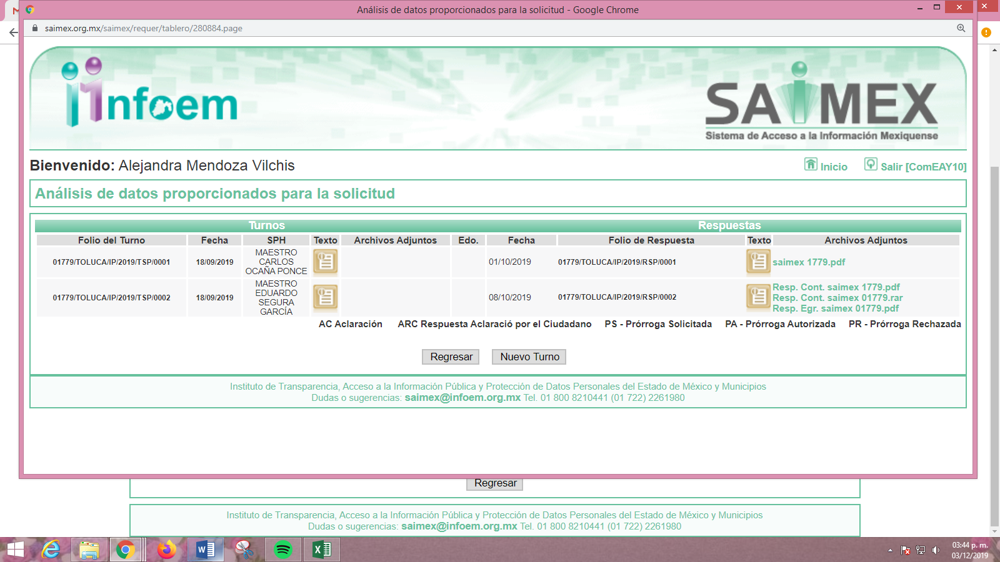 Análisis de datos proporcionados para la solicitud - Google Chrome
saimex.org.mx/saimex/requer/tablero/280884.page
infoem
SAIMEX
Sistema de Acceso a la Información Mexiquense
Bienvenido: Alejandra Mendoza Vilchis
Inicio Salir [ComEAY10]
Análisis de datos proporcionados para la solicitud
Turnos Respuestas
Folio del Turno Fecha SPH Texto Archivos Adjuntos Edo. Fecha Folio de Respuesta Texto Archivos Adjuntos
01779/TOLUCA/IP/2019/TSP/0001 18/09/2019 MAESTRO CARLOS OCAÑA PONCE 01/10/2019 01779/TOLUCA/IP/2019/RSP/0001 saimex 1779.pdf
01779/TOLUCA/IP/2019/TSP/0002 18/09/2019 MAESTRO EDUARDO SEGURA GARCÍA 08/10/2019 01779/TOLUCA/IP/2019/RSP/0002 Resp. Cont. saimex 1779.pdf
Resp. Cont. saimex 01779.rar
Resp. Egr. saimex 01779.pdf
AC Aclaración ARC Respuesta Aclaració por el Ciudadano PS - Prórroga Solicitada PA - Prórroga Autorizada PR - Prórroga Rechazada
Regresar Nuevo Turno
Instituto de Transparencia, Acceso a la Información Pública y Protección de Datos Personales del Estado de México y Municipios
Dudas o sugerencias: saimex@infoem.org.mx Tel. 01 800 8210441 (01 722) 2261980
Regresar
Instituto de Transparencia, Acceso a la Información Pública y Protección de Datos Personales del Estado de México y Municipios
Dudas o sugerencias: saimex@infoem.org.mx Tel. 01 800 8210441 (01 722) 2261980
03:44 p. m.
03/12/2019